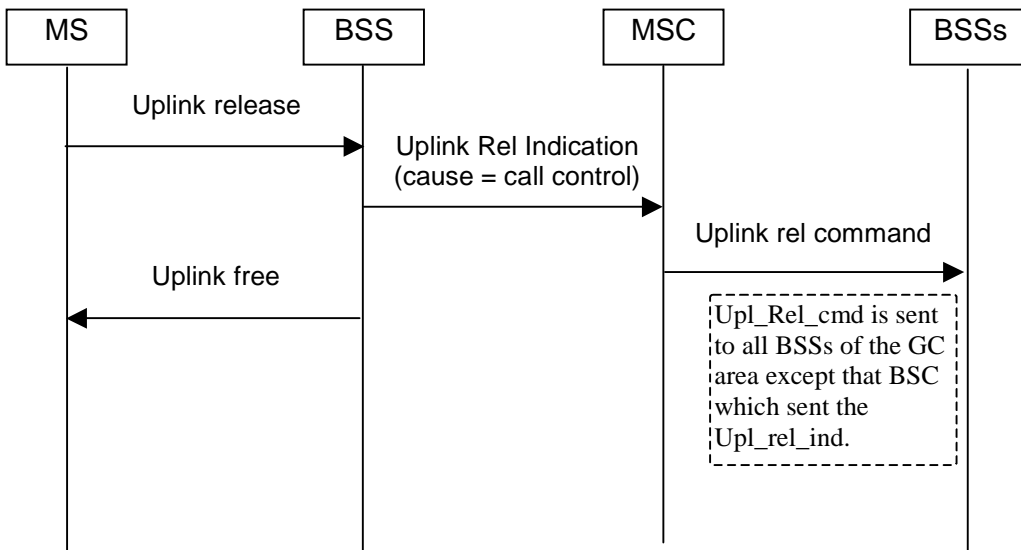 MS
BSS
MSC
BSSs
Uplink release
Uplink Rel Indication
(cause = call control)
Uplink rel command
Uplink free
Upl_Rel_cmd is sent
to all BSSs of the GC
area except that BSC
which sent the
Upl_rel_ind.